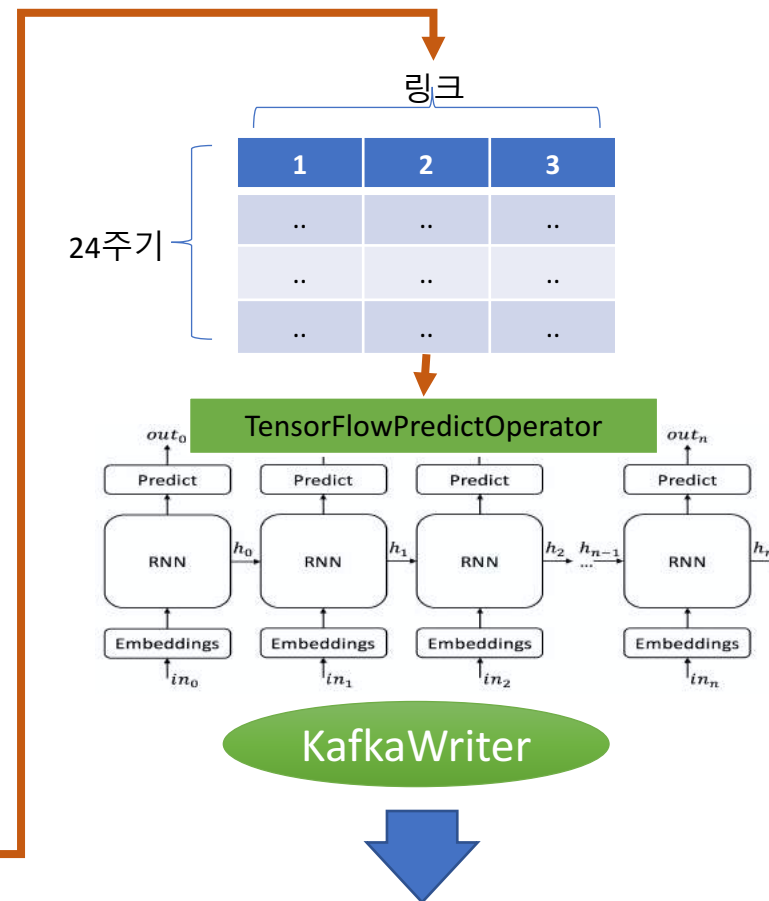 링크
1 2 3
.. .. ..
24주기
.. .. ..
.. .. ..
TensorFlowPredictOperator
out₀ outₙ
Predict Predict Predict Predict
RNN h₀ RNN h₁ RNN h₂ hₙ₋₁ ... RNN
Embeddings Embeddings Embeddings Embeddings
in₀ in₁ in₂ inₙ
KafkaWriter